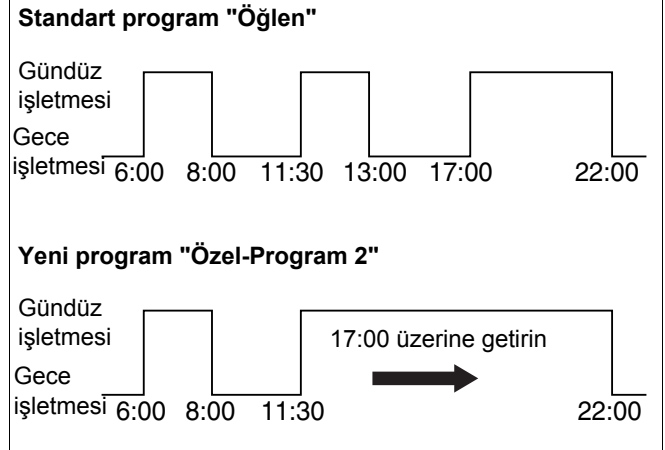 Standart program "Öğlen"
Gündüz
işletmesi
Gece
işletmesi
6:00 8:00 11:30 13:00 17:00 22:00
Yeni program "Özel-Program 2"
Gündüz
işletmesi
17:00 üzerine getirin
Gece
işletmesi
6:00 8:00 11:30 22:00